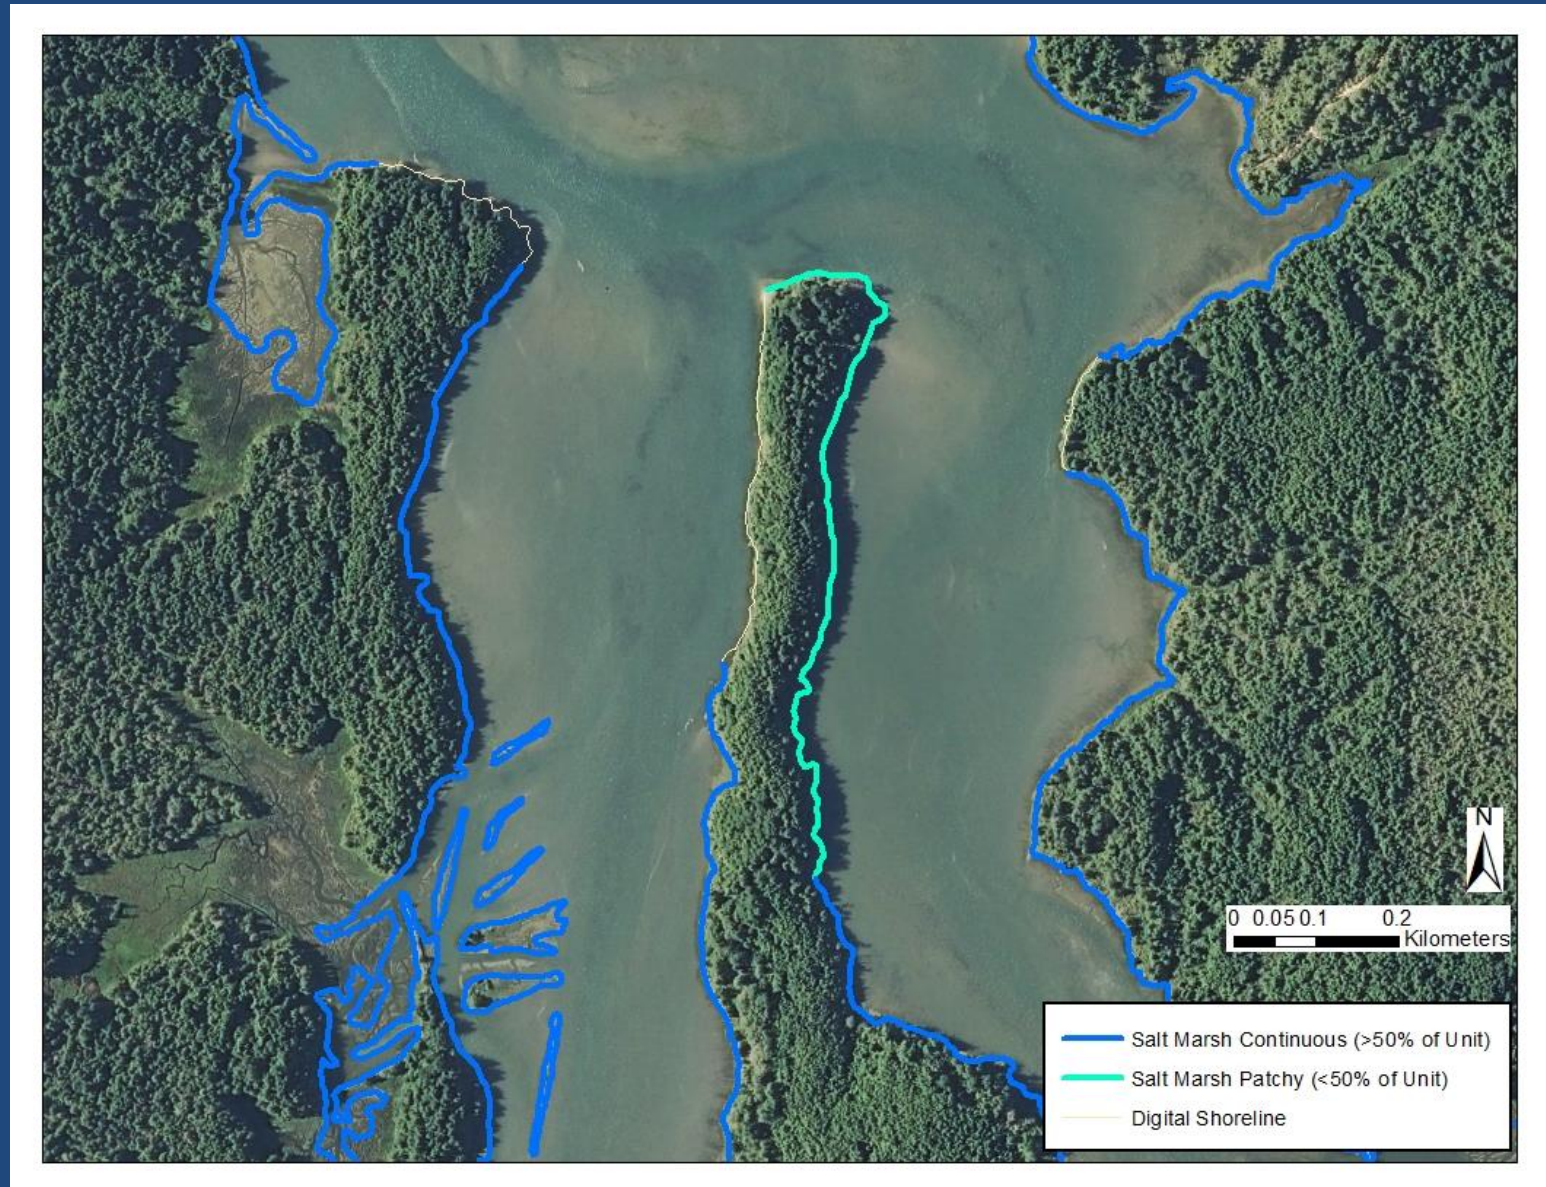 N
0 0.05 0.1 0.2
Kilometers
Salt Marsh Continuous (>50% of Unit)
Salt Marsh Patchy (<50% of Unit)
Digital Shoreline